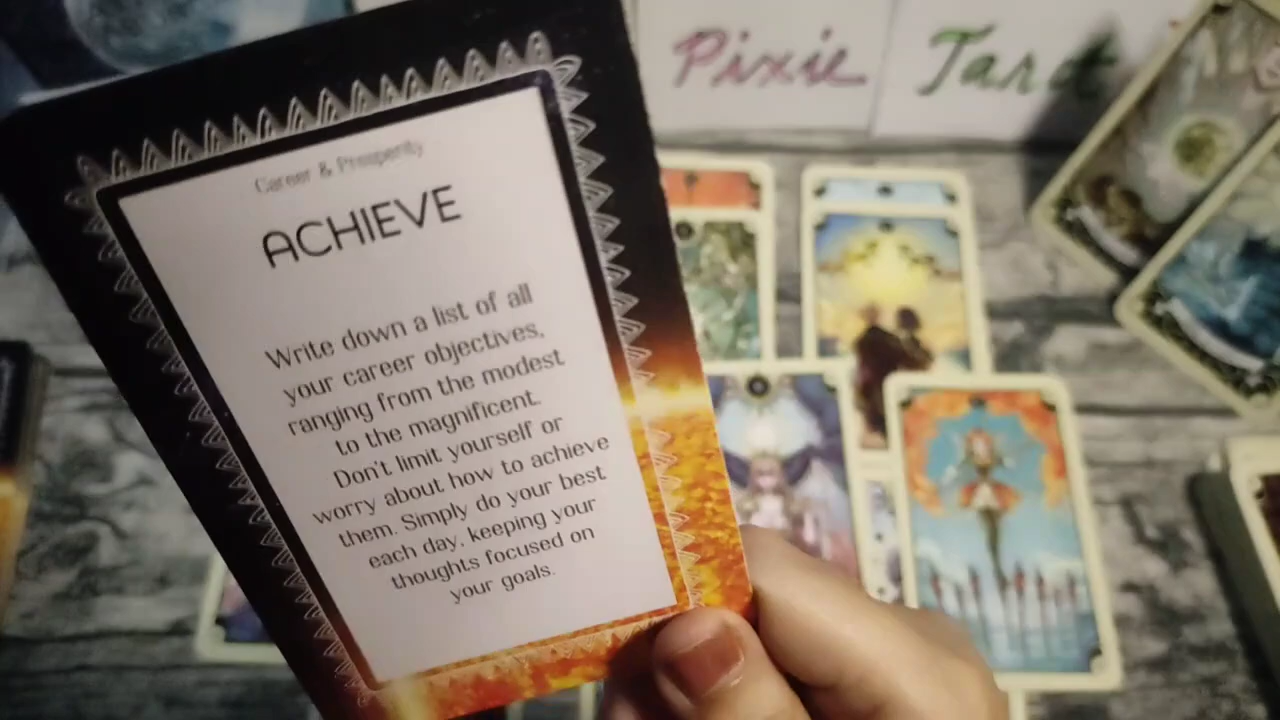 Pixie Tarot
Career & Prosperity
ACHIEVE
Write down a list of all
your career objectives,
ranging from the modest
to the magnificent.
Don't limit yourself or
worry about how to achieve
them. Simply do your best
each day, keeping your
thoughts focused on
your goals.